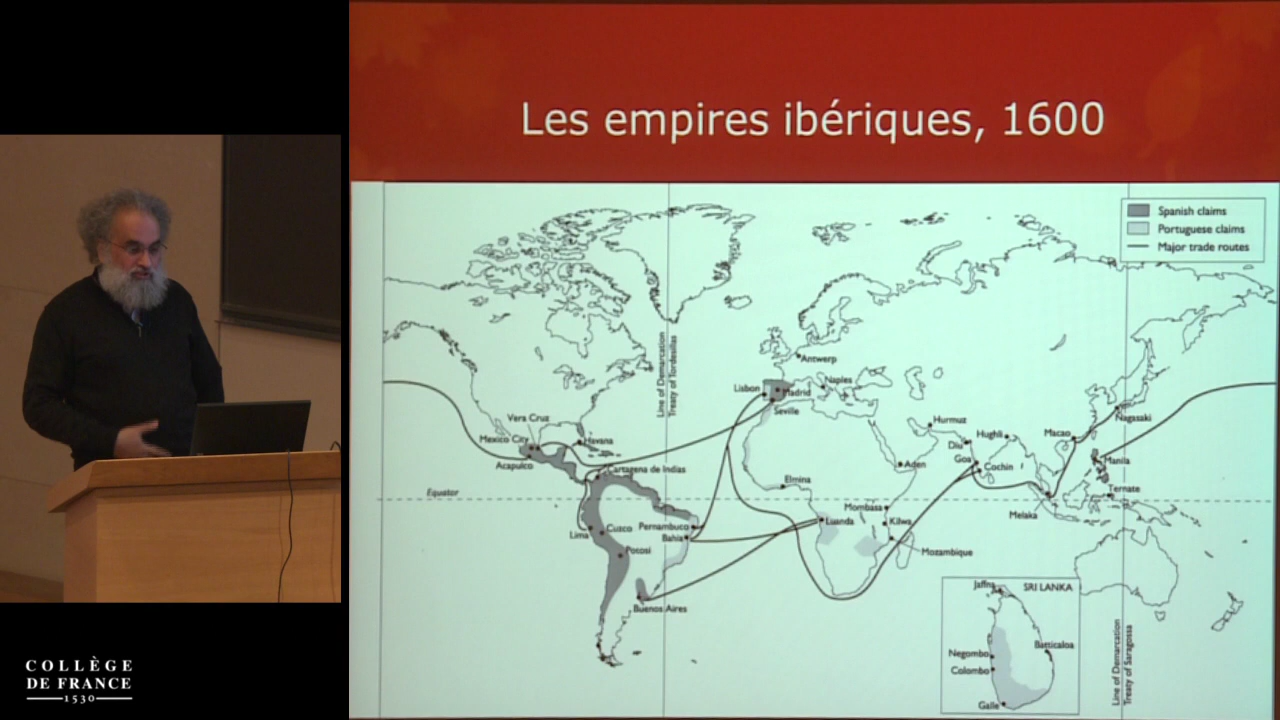 Les empires ibériques, 1600
Spanish claims
Portuguese claims
Major trade routes
Line of Demarcation
Treaty of Tordesillas
Antwerp
Naples
Lisbon
Madrid
Seville
Vera Cruz
Mexico City
Havana
Acapulco
Cartagena de Indias
Hurmuz
Diu
Hughli
Macao
Nagasaki
Goa
Cochin
Manila
Aden
Elmina
Equator
Ternate
Melaka
Mombasa
Luanda
Kilwa
Pernambuco
Bahia
Cuzco
Lima
Potosi
Mozambique
Buenos Aires
Jaffna
SRI LANKA
Batticaloa
Negombo
Colombo
Galle
Line of Demarcation
Treaty of Saragossa
COLLÈGE
DE FRANCE
1530